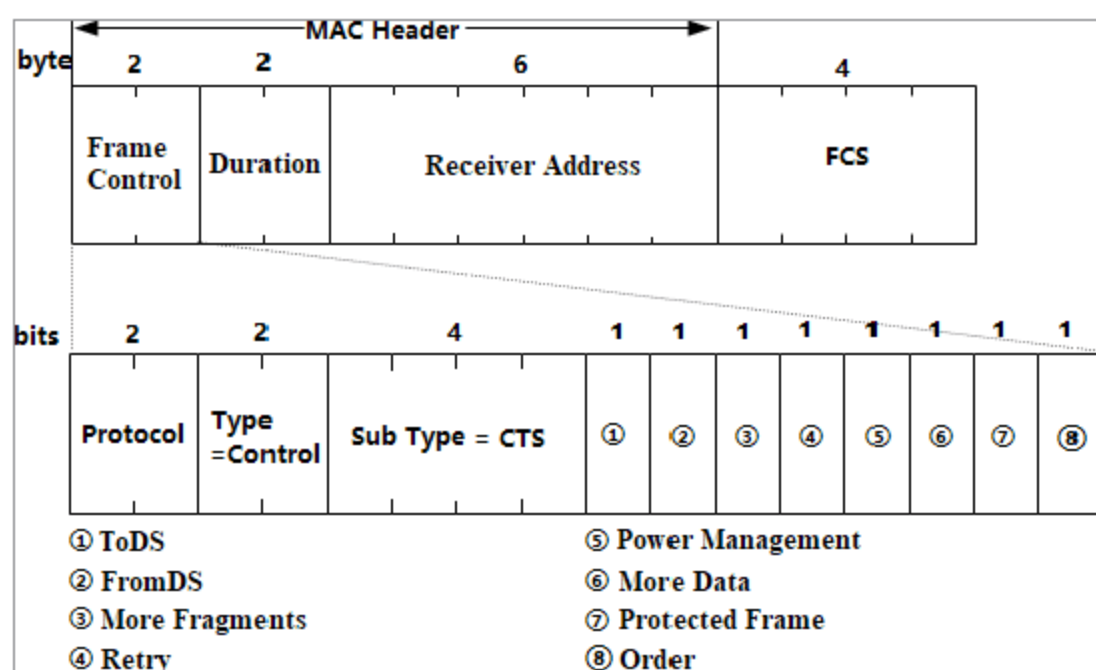 MAC Header
byte 2 2 6 4
Frame
Control
Duration
Receiver Address
FCS
bits 2 2 4 1 1 1 1 1 1 1 1
Protocol
Type
=Control
Sub Type = CTS
① ② ③ ④ ⑤ ⑥ ⑦ ⑧
① ToDS
② FromDS
③ More Fragments
④ Retry
⑤ Power Management
⑥ More Data
⑦ Protected Frame
⑧ Order